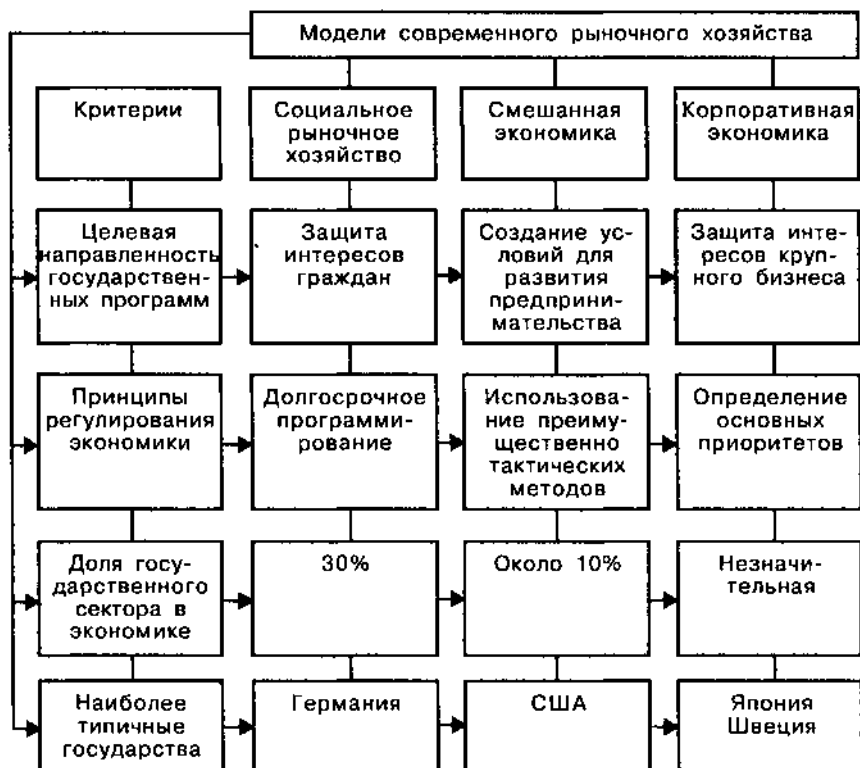 Модели современного рыночного хозяйства
Критерии
Социальное
рыночное
хозяйство
Смешанная
экономика
Корпоративная
экономика
Целевая
направленность
государствен-
ных программ
Защита
интересов
граждан
Создание ус-
ловий для
развития
предприни-
мательства
Защита инте-
ресов круп-
ного бизнеса
Принципы
регулирования
экономики
Долгосрочное
программи-
рование
Использова-
ние преиму-
щественно
тактических
методов
Определение
основных
приоритетов
Доля госу-
дарственного
сектора в
экономике
30%
Около 10%
Незначи-
тельная
Наиболее
типичные
государства
Германия
США
Япония
Швеция